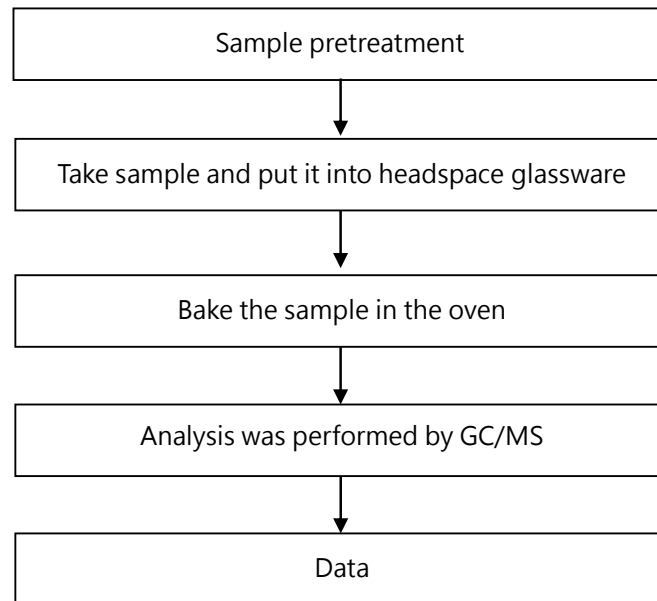 Sample pretreatment
Take sample and put it into headspace glassware
Bake the sample in the oven
Analysis was performed by GC/MS
Data